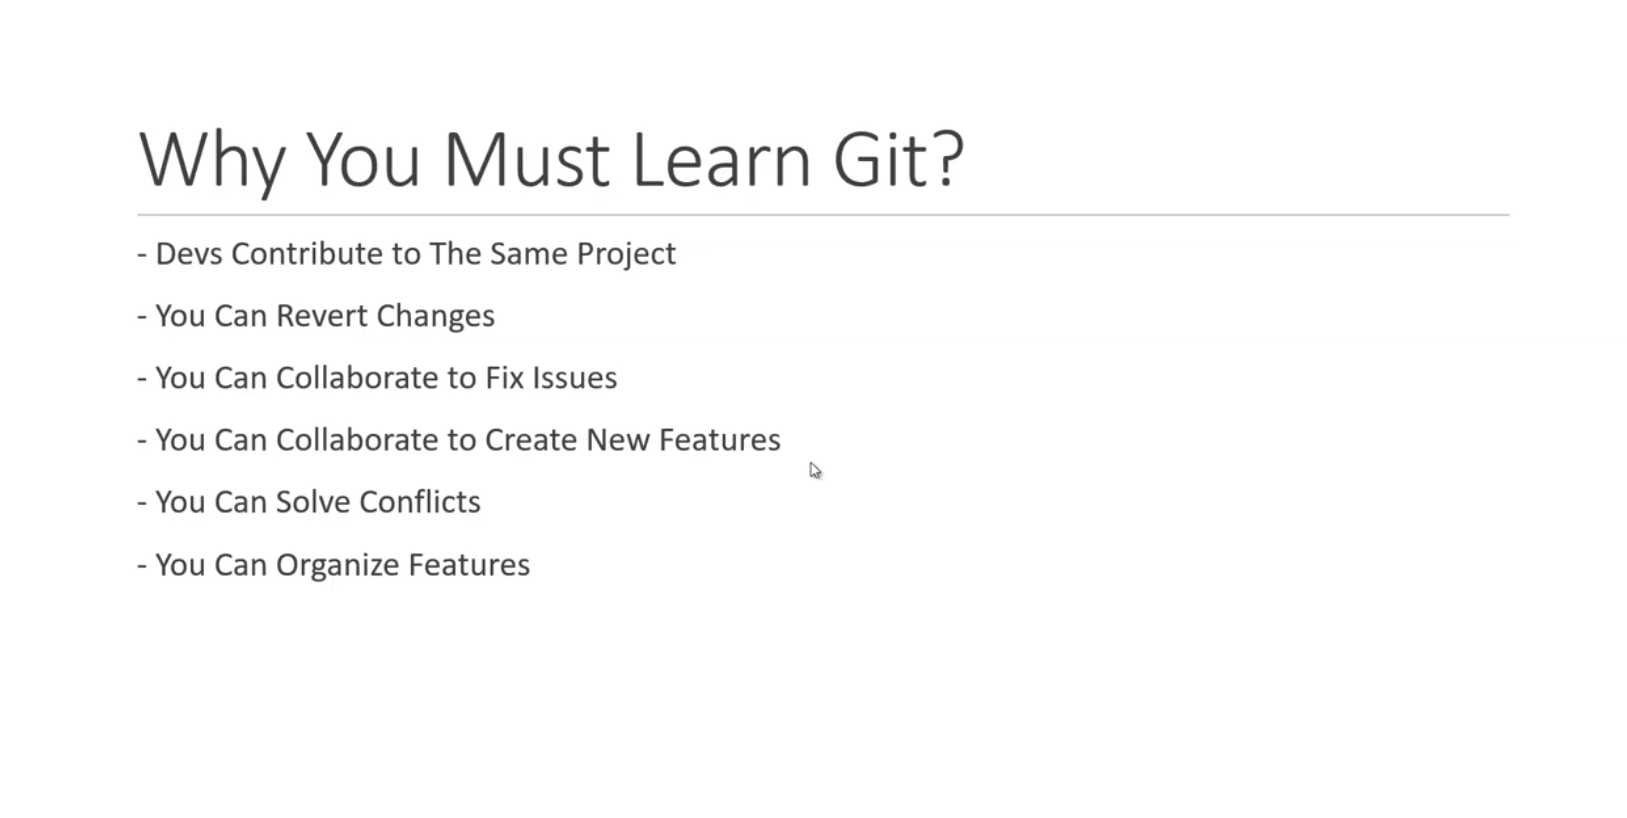 Why You Must Learn Git?
- Devs Contribute to The Same Project
- You Can Revert Changes
- You Can Collaborate to Fix Issues
- You Can Collaborate to Create New Features
- You Can Solve Conflicts
- You Can Organize Features